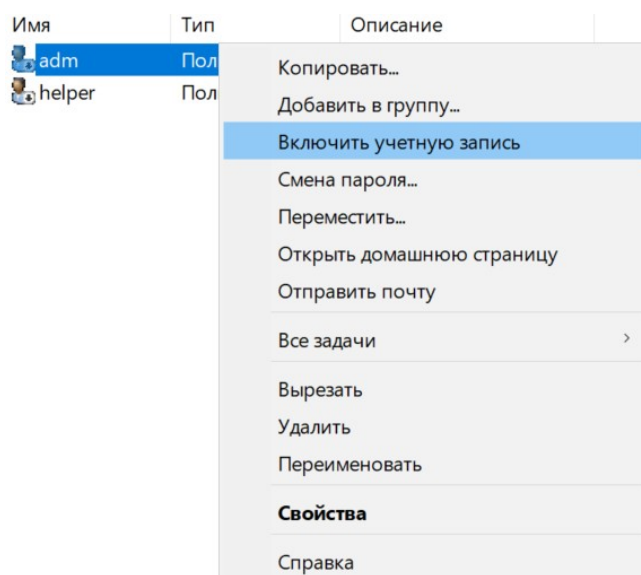 Имя Тип Описание
adm Пол
helper Пол
Копировать...
Добавить в группу...
Включить учетную запись
Смена пароля...
Переместить...
Открыть домашнюю страницу
Отправить почту
Все задачи
Вырезать
Удалить
Переименовать
Свойства
Справка